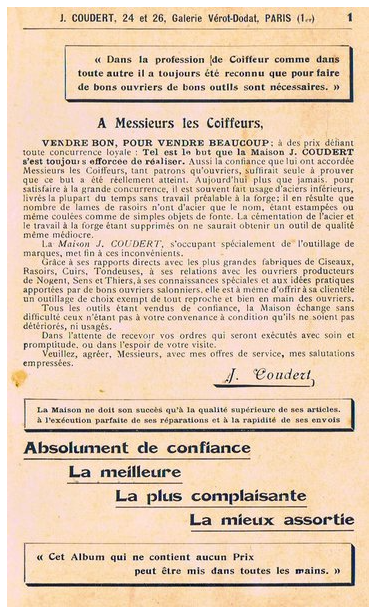 J. COUDERT, 24 et 26, Galerie Vérot-Dodat, PARIS (1er) 1
« Dans la profession de Coiffeur comme dans
toute autre il a toujours été reconnu que pour faire
de bons ouvriers de bons outils sont nécessaires. »
A Messieurs les Coiffeurs,
VENDRE BON, POUR VENDRE BEAUCOUP; à des prix défiant
toute concurrence loyale : Tel est le but que la Maison J. COUDERT
s'est toujours efforcée de réaliser. Aussi la confiance que lui ont accordée
Messieurs les Coiffeurs, tant patrons qu'ouvriers, suffirait seule à prouver
que ce but a été réellement atteint. Aujourd'hui plus que jamais, pour
satisfaire à la grande concurrence, il est souvent fait usage d'aciers inférieurs,
livrés la plupart du temps sans travail préalable à la forge; il en résulte que
nombre de lames de rasoirs n'ont d'acier que le nom, étant estampées ou
même coulées comme de simples objets de fonte. La cémentation de l'acier et
le travail à la forge étant supprimés on ne saurait obtenir un outil de qualité
même médiocre.
La Maison J. COUDERT, s'occupant spécialement de l'outillage de
marques, met fin à ces inconvénients.
Grâce à ses rapports directs avec les plus grandes fabriques de Ciseaux,
Rasoirs, Cuirs, Tondeuses, à ses relations avec les ouvriers producteurs
de Nogent, Sens et Thiers, à ses connaissances spéciales et aux idées pratiques
apportées par de bons ouvriers salonniers, elle est à même d'offrir à sa clientèle
un outillage de choix exempt de tout reproche et bien en main des ouvriers.
Tous les outils étant vendus de confiance, la Maison échange sans
difficulté ceux n'étant pas à votre convenance à condition qu'ils ne soient pas
détériorés, ni usagés.
Dans l'attente de recevoir vos ordres qui seront exécutés avec soin et
promptitude, ou dans l'espoir de votre visite.
Veuillez, agréer, Messieurs, avec mes offres de service, mes salutations
empressées.
J. Coudert,
La Maison ne doit son succès qu'à la qualité supérieure de ses articles.
à l'exécution parfaite de ses réparations et à la rapidité de ses envois
Absolument de confiance
La meilleure
La plus complaisante
La mieux assortie
« Cet Album qui ne contient aucun Prix
peut être mis dans toutes les mains. »